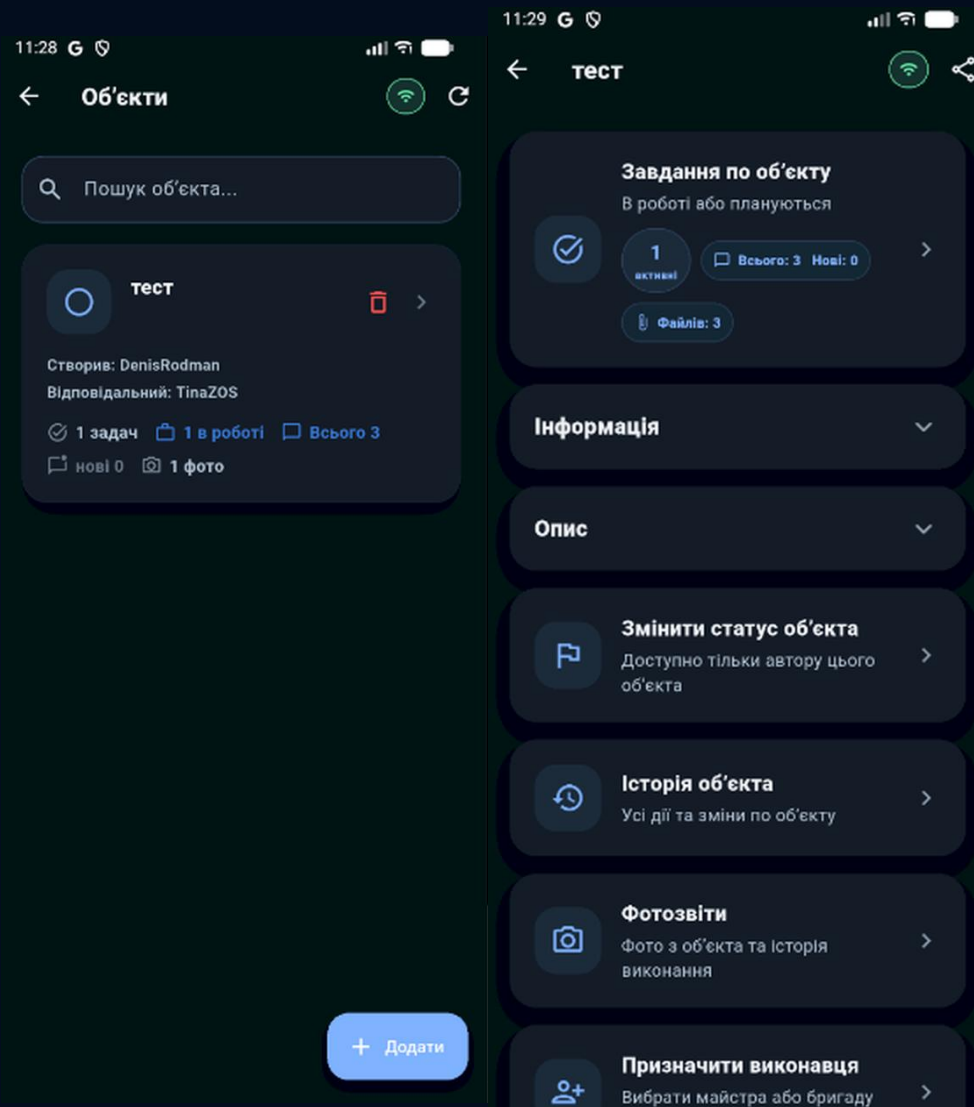 11:28 G
Об’єкти
Пошук об’єкта...
тест
Створив: DenisRodman
Відповідальний: TinaZOS
1 задач 1 в роботі Всього 3
нові 0 1 фото
+ Додати
11:29 G
тест
Завдання по об’єкту
В роботі або плануються
1
активні
Всього: 3 Нові: 0
Файлів: 3
Інформація
Опис
Змінити статус об’єкта
Доступно тільки автору цього
об’єкта
Історія об’єкта
Усі дії та зміни по об’єкту
Фотозвіти
Фото з об’єкта та історія
виконання
Призначити виконавця
Вибрати майстра або бригаду